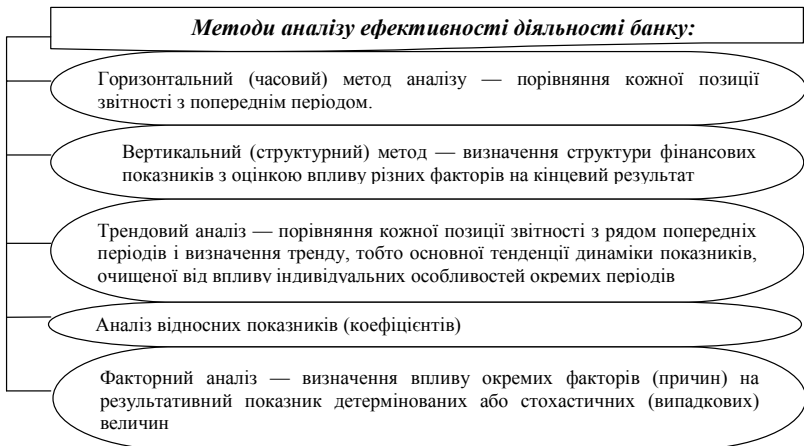 Методи аналізу ефективності діяльності банку:
Горизонтальний (часовий) метод аналізу — порівняння кожної позиції
звітності з попереднім періодом.
Вертикальний (структурний) метод — визначення структури фінансових
показників з оцінкою впливу різних факторів на кінцевий результат
Трендовий аналіз — порівняння кожної позиції звітності з рядом попередніх
періодів і визначення тренду, тобто основної тенденції динаміки показників,
очищеної від впливу індивідуальних особливостей окремих періодів
Аналіз відносних показників (коефіцієнтів)
Факторний аналіз — визначення впливу окремих факторів (причин) на
результативний показник детермінованих або стохастичних (випадкових)
величин